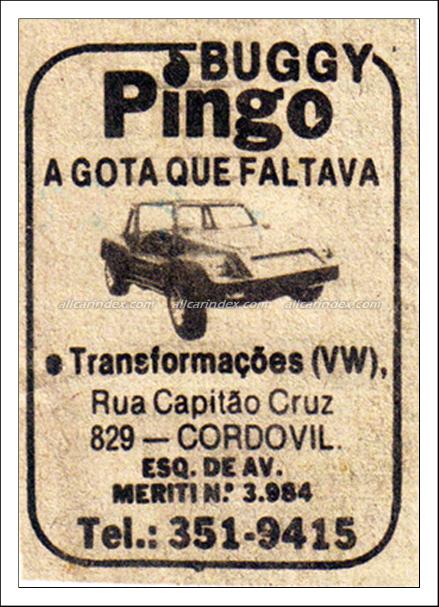 BUGGY
Pingo
A GOTA QUE FALTAVA
allcarindex.com allcarindex.com allcarindex.com
• Transformações (VW),
Rua Capitão Cruz
829 — CORDOVIL.
ESQ. DE AV.
MERITI N.º 3.984
Tel.: 351-9415